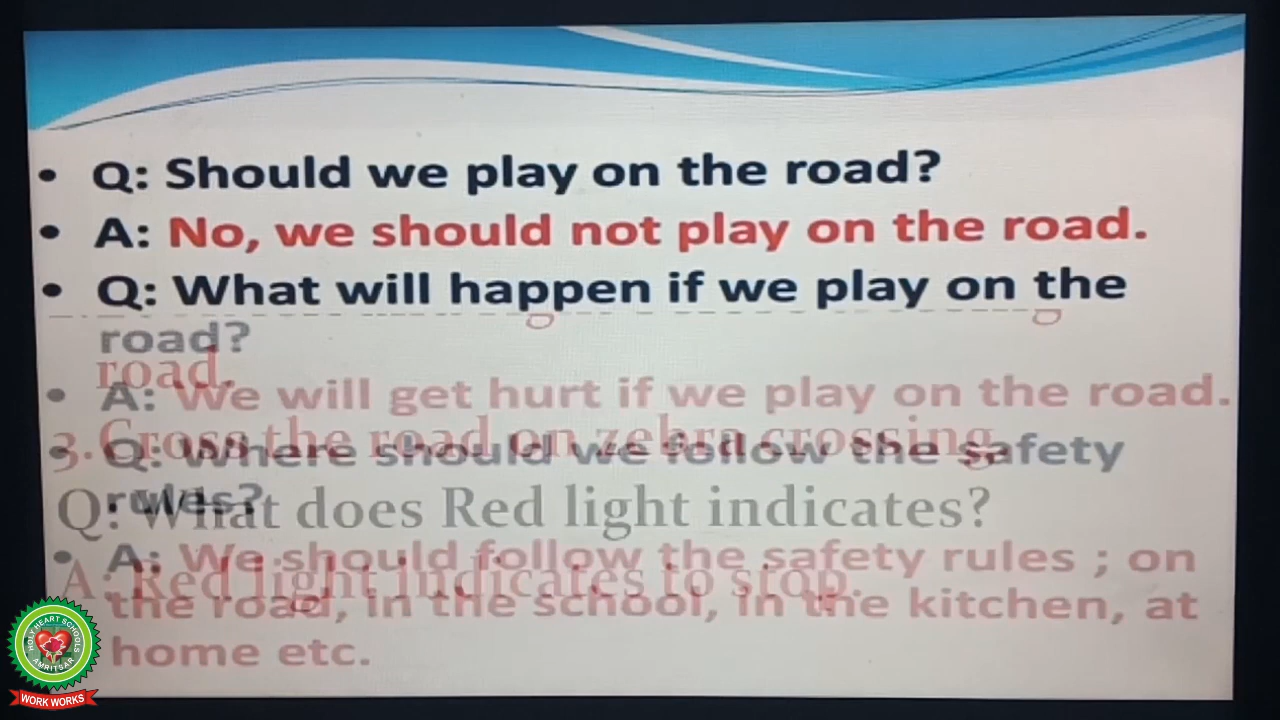 • Q: Should we play on the road?
• A: No, we should not play on the road.
• Q: What will happen if we play on the
road?
road.
• A: We will get hurt if we play on the road.
3. Cross the road on zebra crossing.
• Q: Where should we follow the safety
rules?
Q: What does Red light indicates?
• A: We should follow the safety rules ; on
A: Red light indicates to stop.
the road, in the school, in the kitchen, at
home etc.
HOLY HEART SCHOOLS
AMRITSAR
WORK WORKS